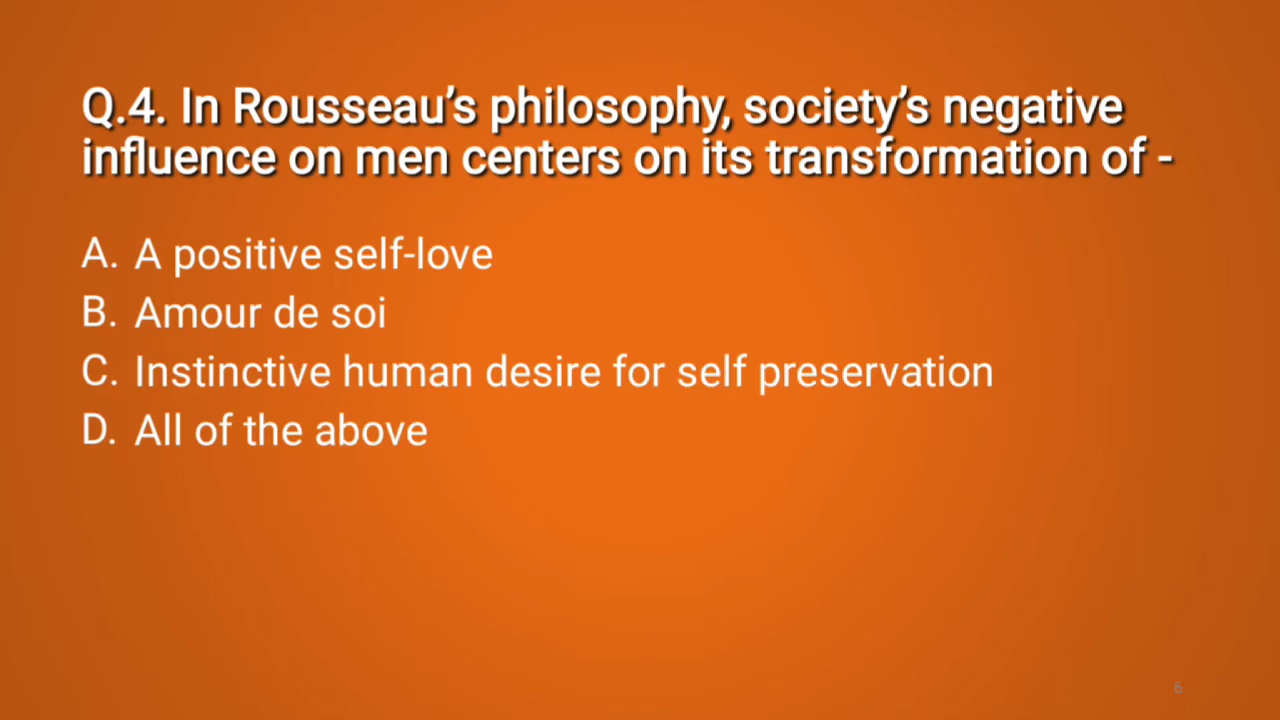 Q.4. In Rousseau’s philosophy, society’s negative
influence on men centers on its transformation of -
A. A positive self-love
B. Amour de soi
C. Instinctive human desire for self preservation
D. All of the above
6